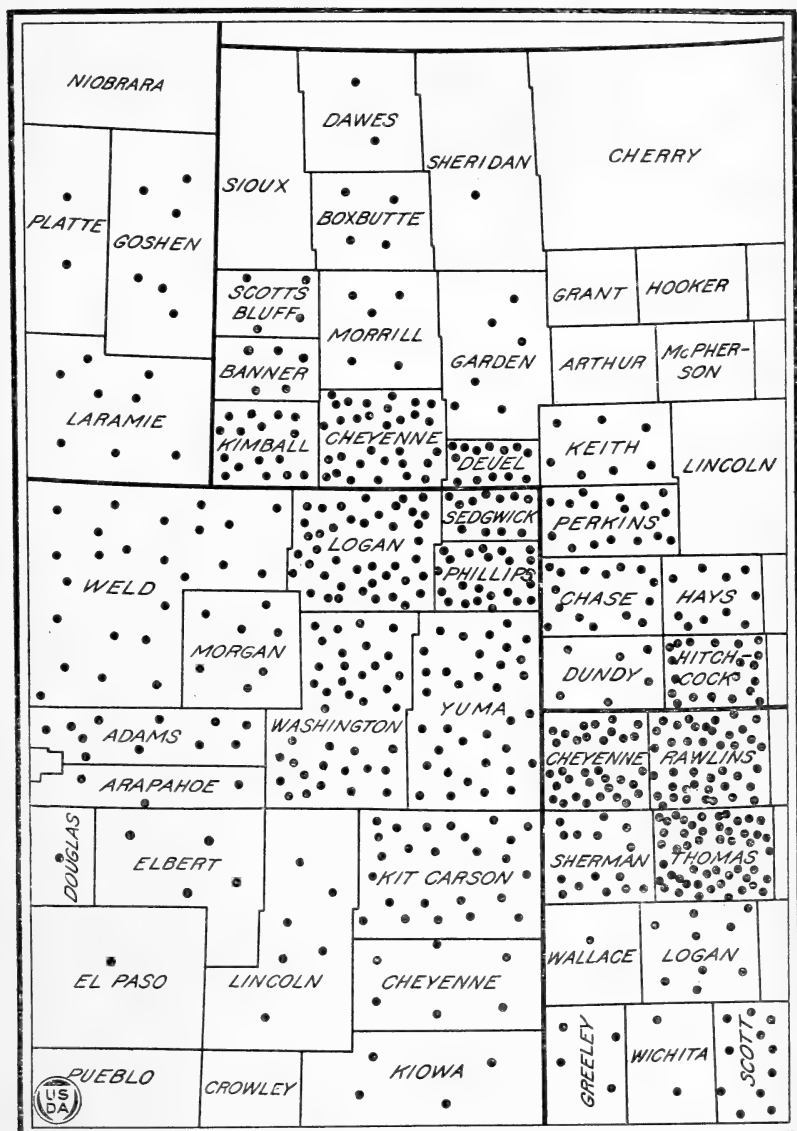 NIOBRARA
DAWES
CHERRY
SHERIDAN
SIOUX
PLATTE
GOSHEN
BOXBUTTE
SCOTTS
BLUFF
GRANT
HOOKER
MORRILL
GARDEN
ARTHUR
McPHER-
SON
BANNER
LARAMIE
KIMBALL
CHEYENNE
DEUEL
KEITH
LINCOLN
SEDGWICK
PERKINS
LOGAN
WELD
PHILLIPS
CHASE
HAYS
MORGAN
DUNDY
HITCH-
COCK
YUMA
WASHINGTON
ADAMS
CHEYENNE
RAWLINS
ARAPAHOE
DOUGLAS
ELBERT
KIT CARSON
SHERMAN
THOMAS
EL PASO
LINCOLN
CHEYENNE
WALLACE
LOGAN
GREELEY
WICHITA
SCOTT
PUEBLO
CROWLEY
KIOWA
US
DA